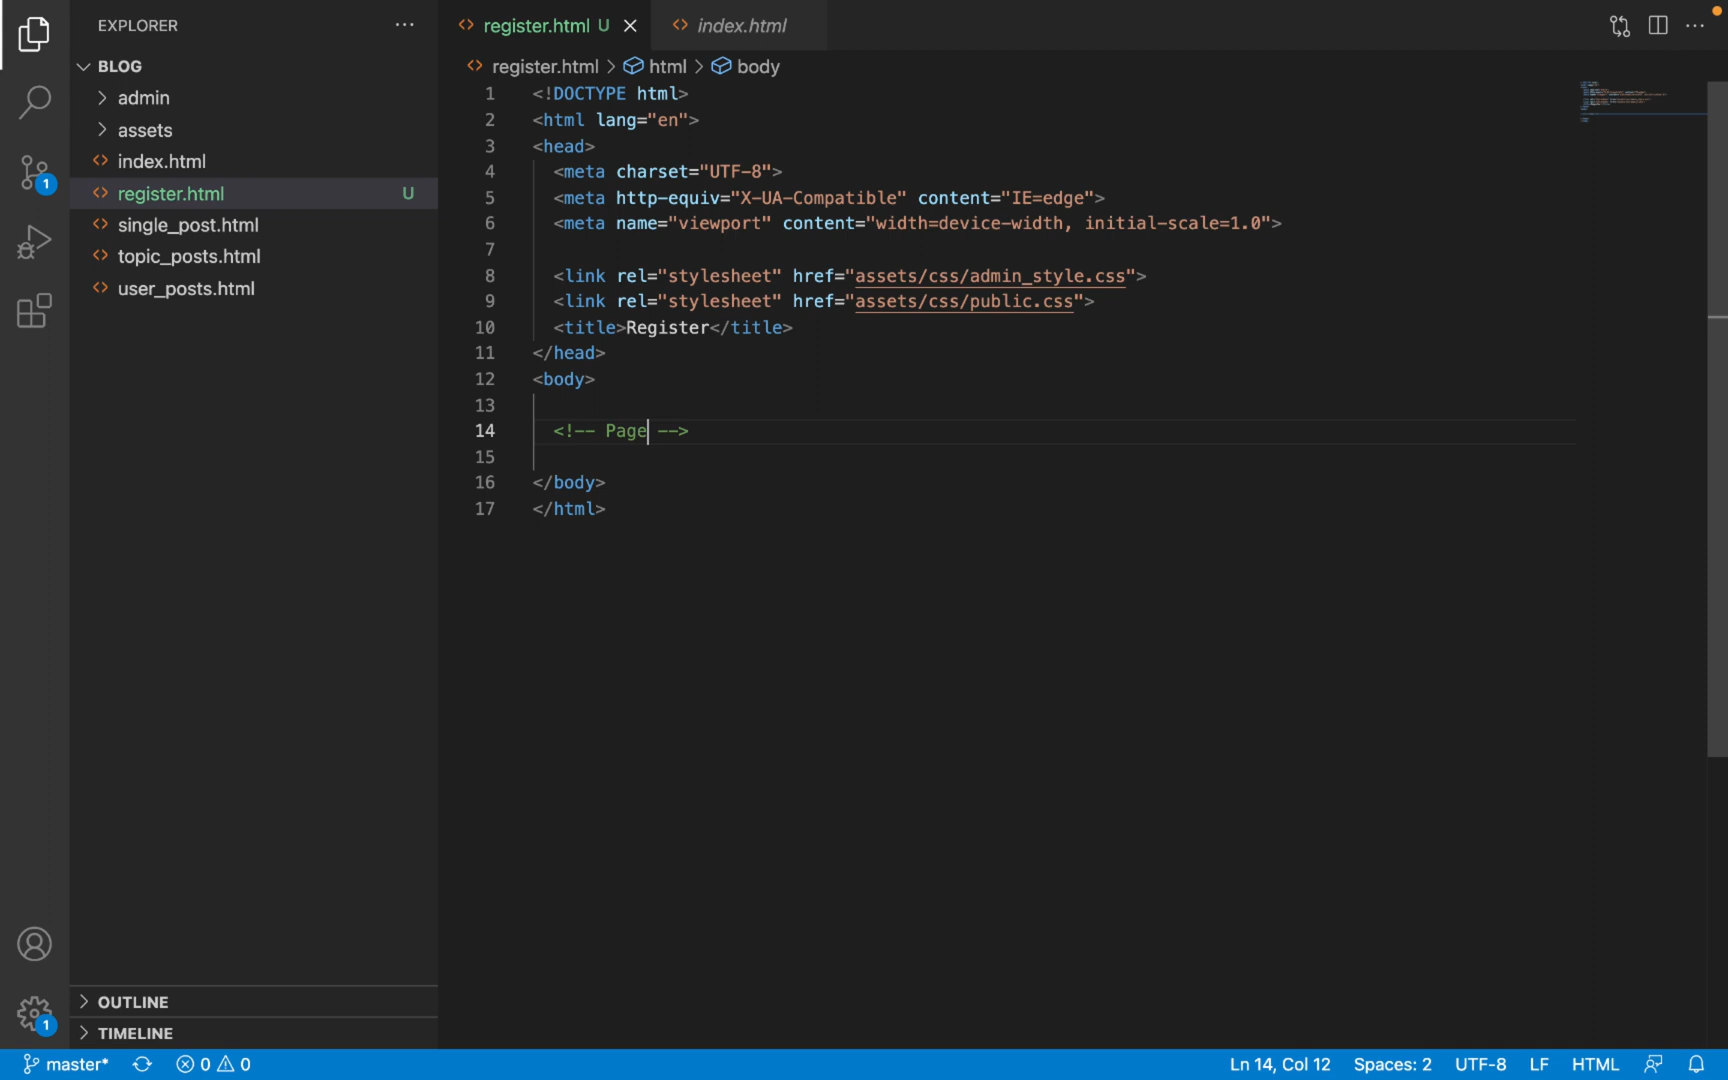 EXPLORER
BLOG
admin
assets
index.html
register.html U
single_post.html
topic_posts.html
user_posts.html
OUTLINE
TIMELINE
1
1
register.html U
index.html
register.html > html > body
1 <!DOCTYPE html>
2 <html lang="en">
3 <head>
4 <meta charset="UTF-8">
5 <meta http-equiv="X-UA-Compatible" content="IE=edge">
6 <meta name="viewport" content="width=device-width, initial-scale=1.0">
7
8 <link rel="stylesheet" href="assets/css/admin_style.css">
9 <link rel="stylesheet" href="assets/css/public.css">
10 <title>Register</title>
11 </head>
12 <body>
13
14 <!-- Page -->
15
16 </body>
17 </html>
master* 0 0 Ln 14, Col 12 Spaces: 2 UTF-8 LF HTML